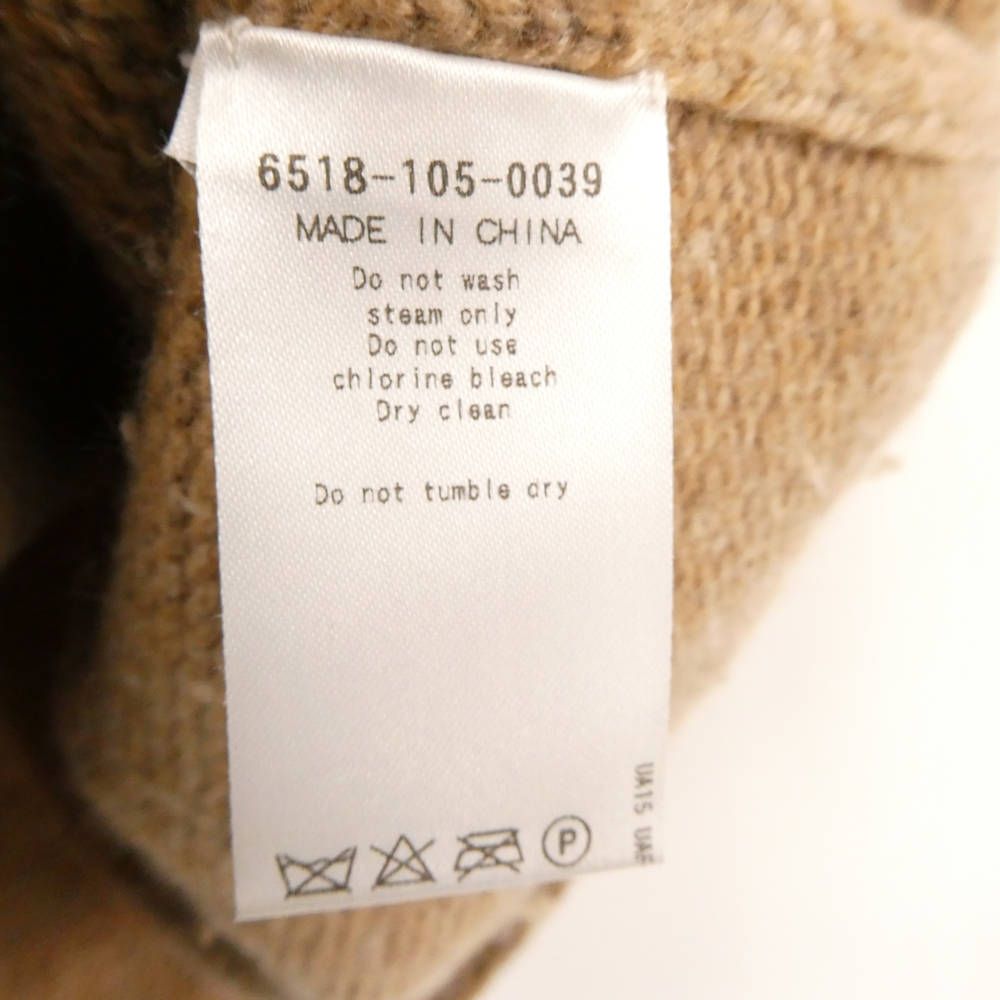 6518-105-0039
MADE IN CHINA
Do not wash
steam only
Do not use
chlorine bleach
Dry clean
Do not tumble dry
P
UA15